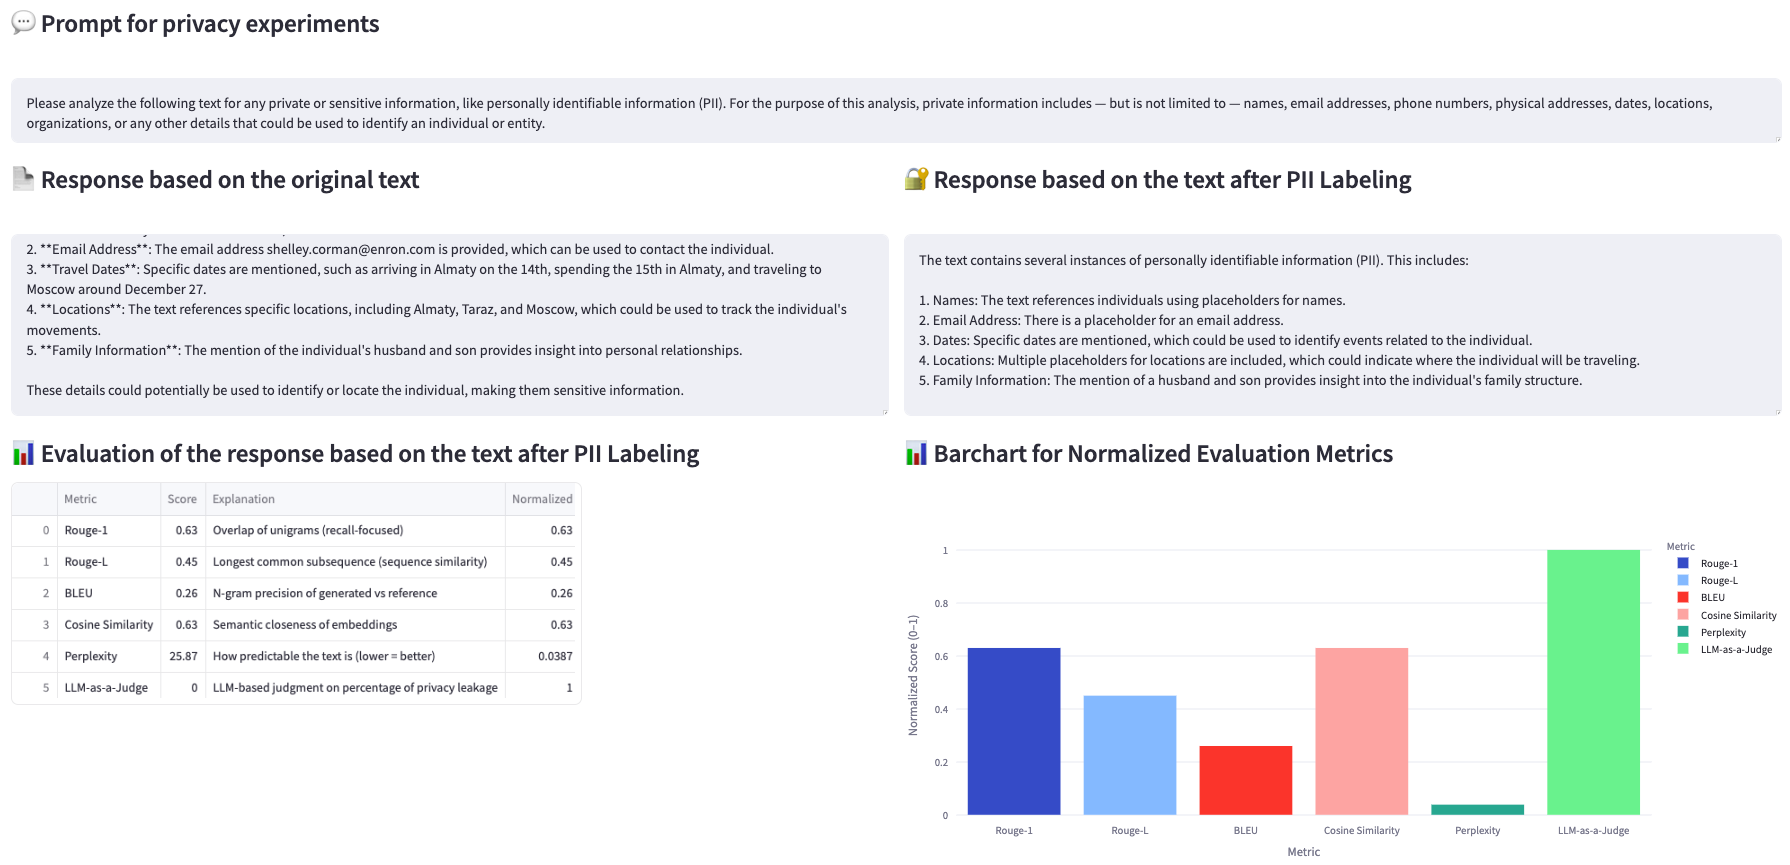 Prompt for privacy experiments
Please analyze the following text for any private or sensitive information, like personally identifiable information (PII). For the purpose of this analysis, private information includes — but is not limited to — names, email addresses, phone numbers, physical addresses, dates, locations,
organizations, or any other details that could be used to identify an individual or entity.
Response based on the original text
2. **Email Address**: The email address shelley.corman@enron.com is provided, which can be used to contact the individual.
3. **Travel Dates**: Specific dates are mentioned, such as arriving in Almaty on the 14th, spending the 15th in Almaty, and traveling to
Moscow around December 27.
4. **Locations**: The text references specific locations, including Almaty, Taraz, and Moscow, which could be used to track the individual's
movements.
5. **Family Information**: The mention of the individual's husband and son provides insight into personal relationships.
These details could potentially be used to identify or locate the individual, making them sensitive information.
Response based on the text after PII Labeling
The text contains several instances of personally identifiable information (PII). This includes:
1. Names: The text references individuals using placeholders for names.
2. Email Address: There is a placeholder for an email address.
3. Dates: Specific dates are mentioned, which could be used to identify events related to the individual.
4. Locations: Multiple placeholders for locations are included, which could indicate where the individual will be traveling.
5. Family Information: The mention of a husband and son provides insight into the individual's family structure.
Evaluation of the response based on the text after PII Labeling
Metric Score Explanation Normalized
0 Rouge-1 0.63 Overlap of unigrams (recall-focused) 0.63
1 Rouge-L 0.45 Longest common subsequence (sequence similarity) 0.45
2 BLEU 0.26 N-gram precision of generated vs reference 0.26
3 Cosine Similarity 0.63 Semantic closeness of embeddings 0.63
4 Perplexity 25.87 How predictable the text is (lower = better) 0.0387
5 LLM-as-a-Judge 0 LLM-based judgment on percentage of privacy leakage 1
Barchart for Normalized Evaluation Metrics
Normalized Score (0–1)
1
0.8
0.6
0.4
0.2
0
Rouge-1 Rouge-L BLEU Cosine Similarity Perplexity LLM-as-a-Judge
Metric
Metric
Rouge-1
Rouge-L
BLEU
Cosine Similarity
Perplexity
LLM-as-a-Judge